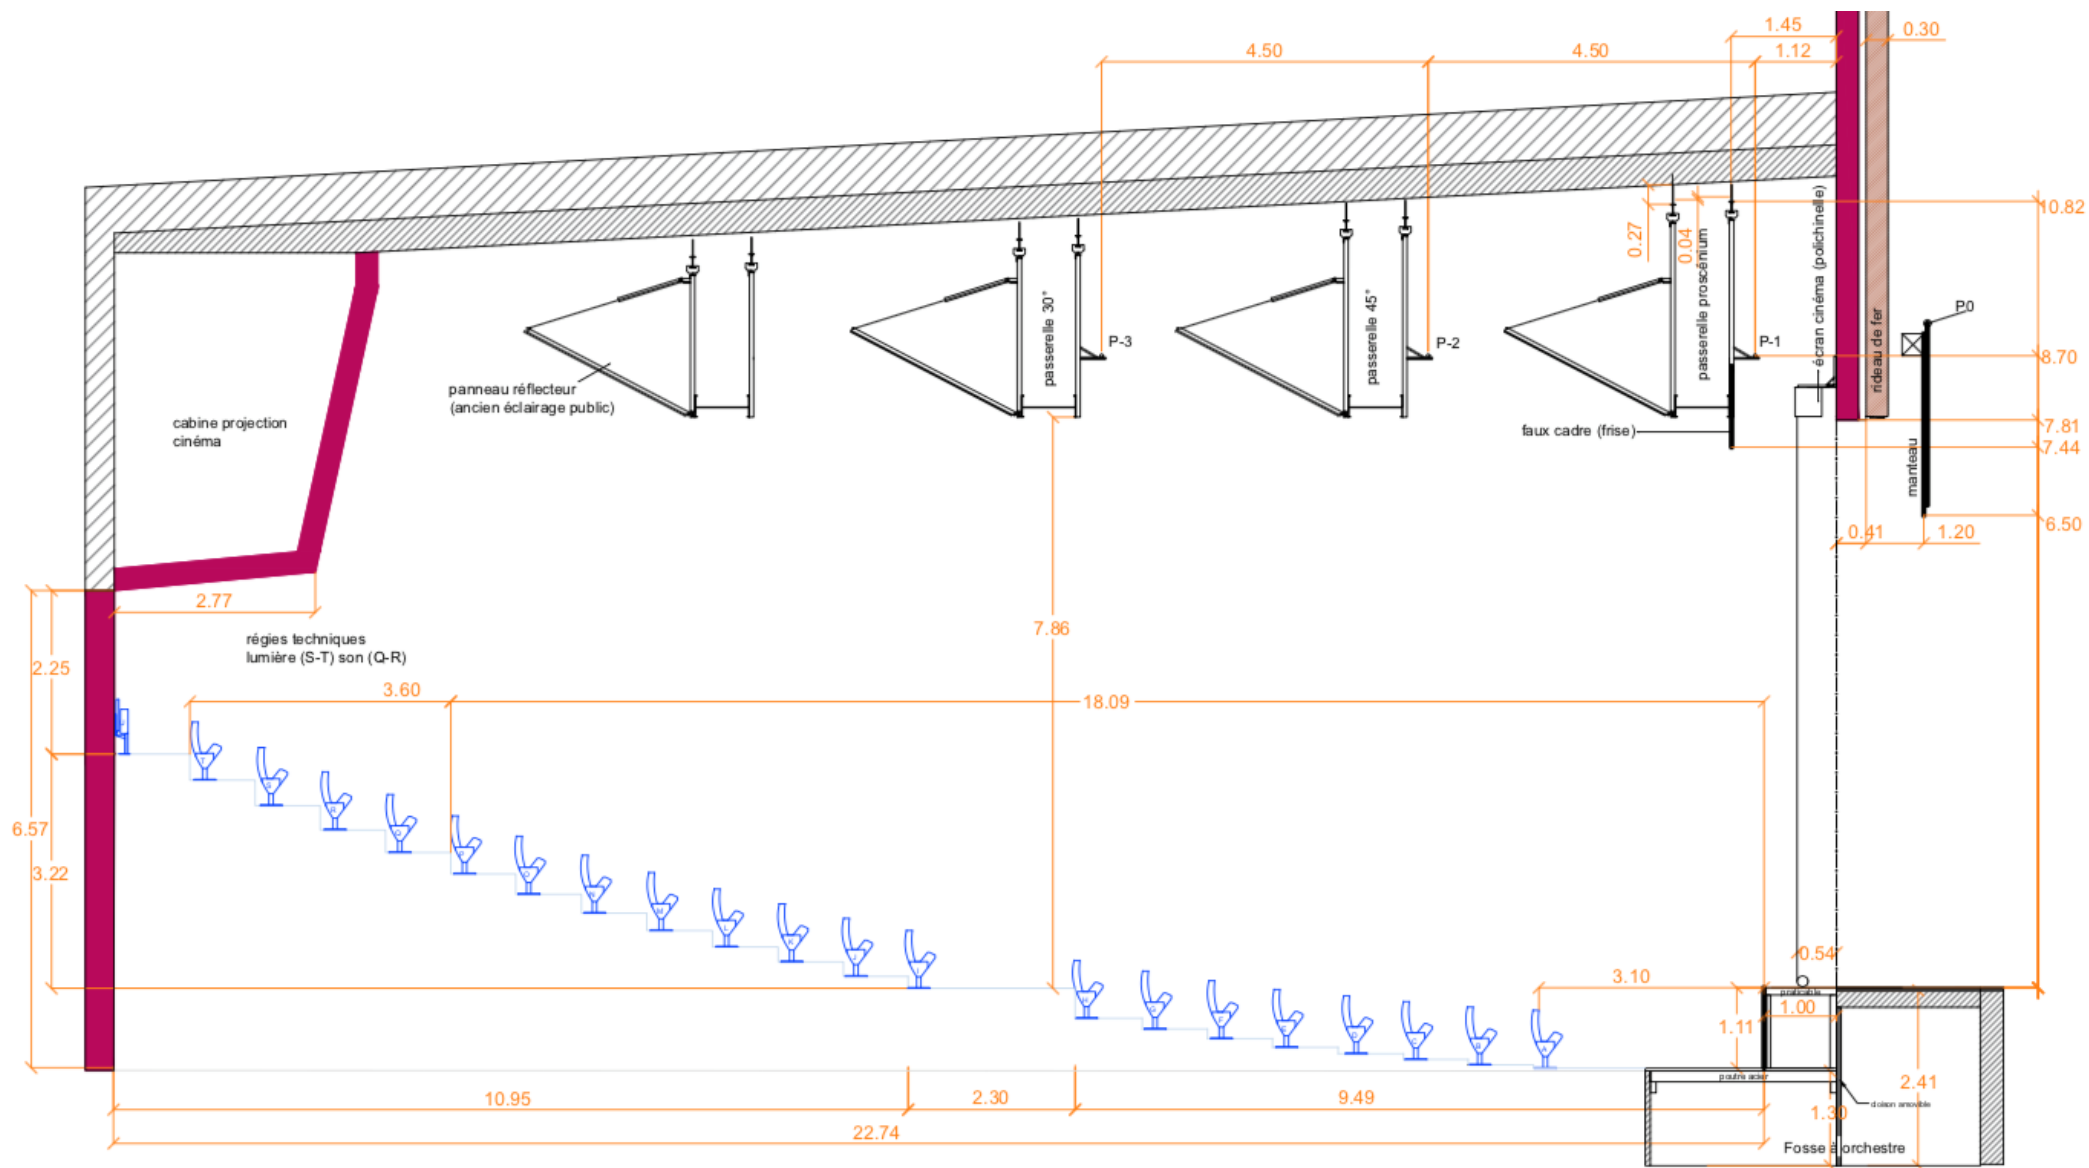 1.45
0.30
4.50
4.50
1.12
10.82
0.27
0.04
passerelle proscénium
écran cinéma (polichinelle)
rideau de fer
P0
passerelle 30°
P-3
passerelle 45°
P-2
P-1
8.70
panneau réflecteur
(ancien éclairage public)
cabine projection
cinéma
faux cadre (frise)
7.81
7.44
manteau
6.50
0.41
1.20
2.77
régies techniques
lumière (S-T) son (Q-R)
7.86
2.25
3.60
18.09
T
S
R
Q
6.57
3.22
O
N
M
L
K
J
I
H
G
F
E
D
C
B
A
0.54
3.10
praticable
1.00
1.11
poutre acier
2.41
cloison amovible
1.30
10.95
2.30
9.49
22.74
Fosse à orchestre